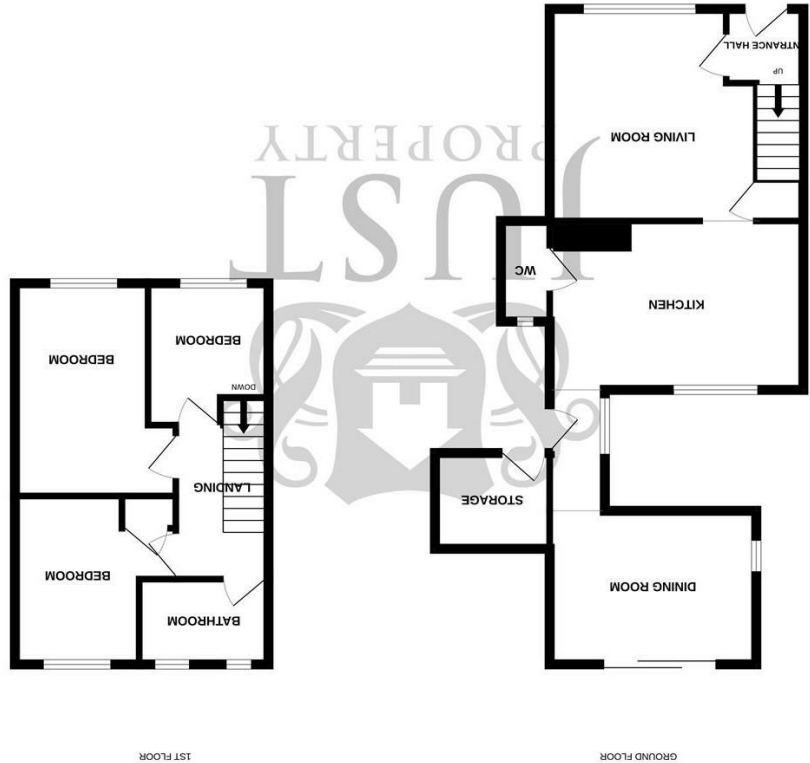 GROUND FLOOR
DINING ROOM
STORAGE
KITCHEN
WC
LIVING ROOM
UP
NTRANCE HALL
1ST FLOOR
BATHROOM
BEDROOM
LANDING
DOWN
BEDROOM
BEDROOM
JUST
PROPERTY